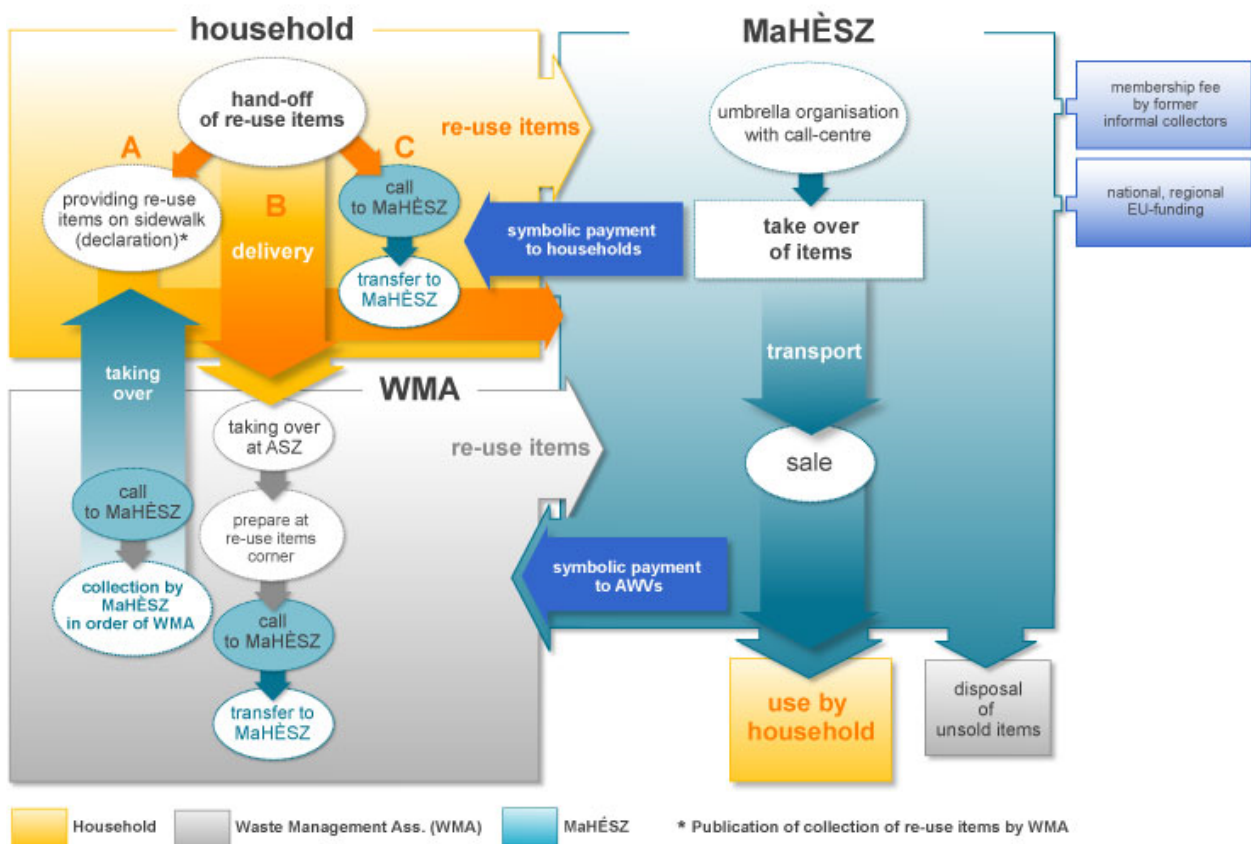 household
MaHÈSZ
hand-off
of re-use items
A
C
B
re-use items
providing re-use
items on sidewalk
(declaration)*
delivery
call
to MaHÈSZ
transfer to
MaHÈSZ
symbolic payment
to households
umbrella organisation
with call-centre
take over
of items
transport
sale
membership fee
by former
informal collectors
national, regional
EU-funding
taking
over
WMA
taking over
at ASZ
re-use items
call
to MaHÈSZ
prepare at
re-use items
corner
collection by
MaHÈSZ
in order of WMA
call
to MaHÈSZ
transfer to
MaHÈSZ
symbolic payment
to AWVs
use by
household
disposal
of
unsold items
Household
Waste Management Ass. (WMA)
MaHÉSZ
* Publication of collection of re-use items by WMA